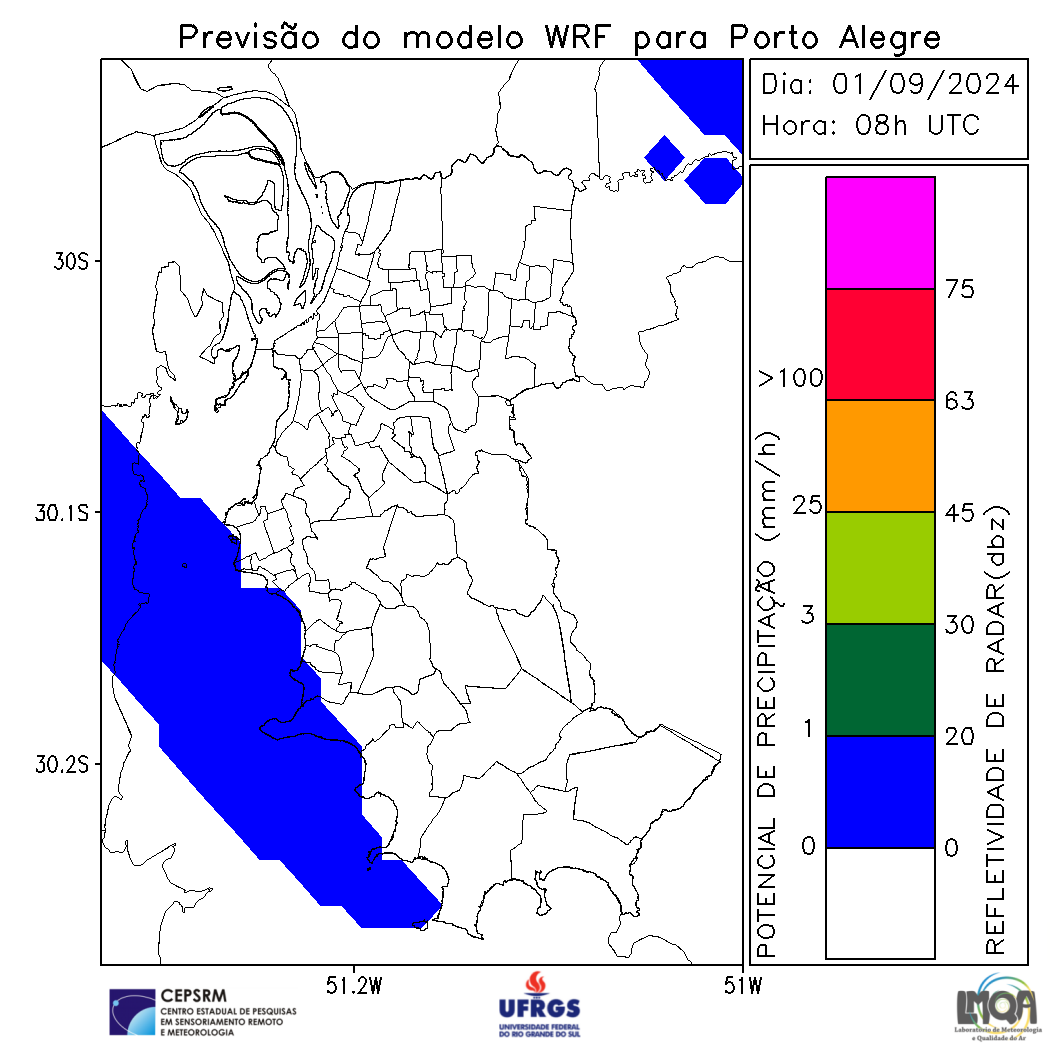 Previsão do modelo WRF para Porto Alegre
Dia: 01/09/2024
Hora: 08h UTC
30S
30.1S
30.2S
51.2W
51W
POTENCIAL DE PRECIPITAÇÃO (mm/h)
>100
25
3
1
0
75
63
45
30
20
0
REFLETIVIDADE DE RADAR(dbz)
CEPSRM
CENTRO ESTADUAL DE PESQUISAS
EM SENSORIAMENTO REMOTO
E METEOROLOGIA
UFRGS
UNIVERSIDADE FEDERAL
DO RIO GRANDE DO SUL
LMQA
Laboratório de Meteorologia
e Qualidade do Ar